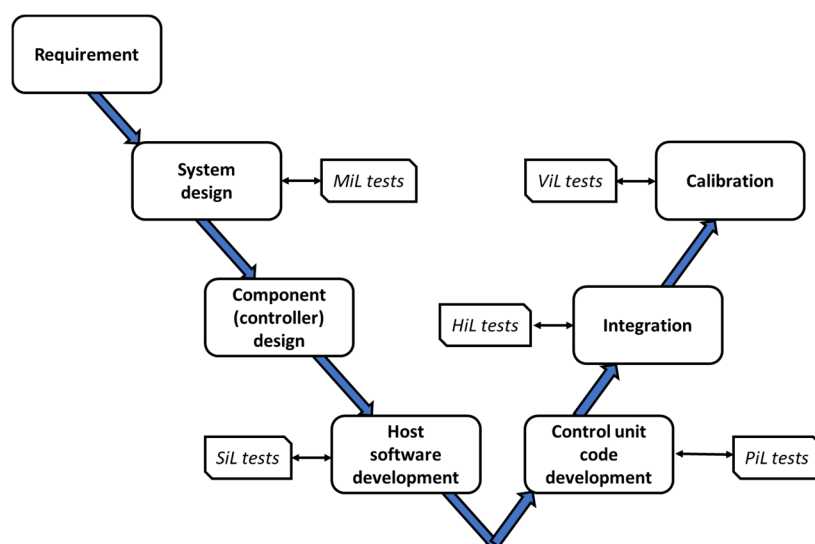 Requirement
System
design
MiL tests
ViL tests
Calibration
Component
(controller)
design
HiL tests
Integration
SiL tests
Host
software
development
Control unit
code
development
PiL tests